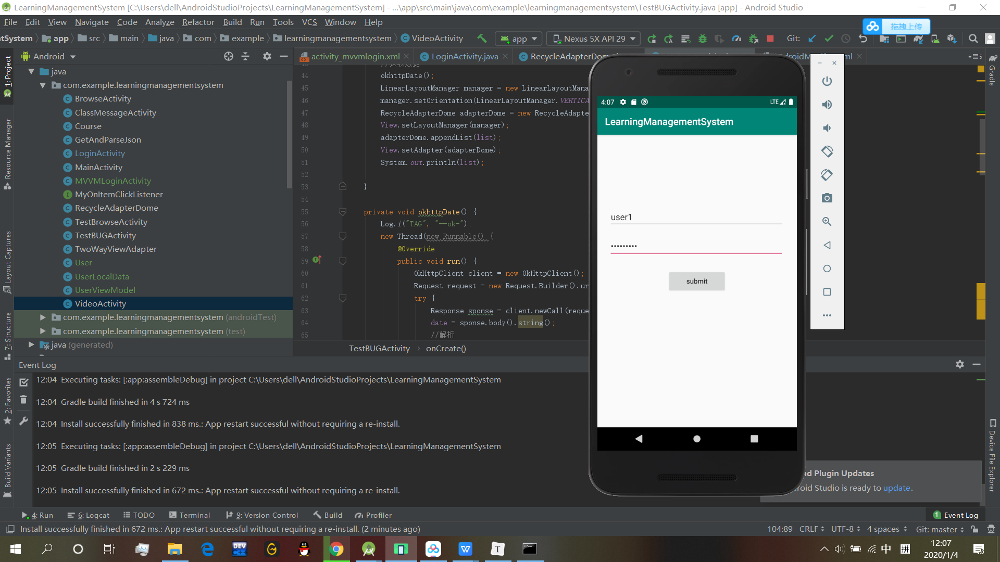 LearningManagementSystem [C:\Users\dell\AndroidStudioProjects\LearningManagementSystem] - ...\app\src\main\java\com\example\learningmanagementsystem\TestBUGActivity.java [app] - Android Studio
File Edit View Navigate Code Analyze Refactor Build Run Tools VCS Window Help
拖拽上传
tSystem app src main java com example learningmanagementsystem VideoActivity app Nexus 5X API 29 Git:
Android
activity_mvvmlogin.xml LoginActivity.java RecycleAdapterDom
5
1: Project
Resource Manager
Layout Captures
7: Structure
2: Favorites
Build Variants
Gradle
Device File Explorer
java
com.example.learningmanagementsystem
BrowseActivity
ClassMessageActivity
Course
GetAndParseJson
LoginActivity
MainActivity
MVVMLoginActivity
MyOnItemClickListener
RecycleAdapterDome
TestBrowseActivity
TestBUGActivity
TwoWayViewAdapter
User
UserLocalData
UserViewModel
VideoActivity
com.example.learningmanagementsystem (androidTest)
com.example.learningmanagementsystem (test)
java (generated)
44 okhttpDate();
45 LinearLayoutManager manager = new LinearLayoutMana
46 manager.setOrientation(LinearLayoutManager.VERTICA
47 RecycleAdapterDome adapterDome = new RecycleAdapte
48 View.setLayoutManager(manager);
49 adapterDome.appendList(list);
50 View.setAdapter(adapterDome);
51 System.out.println(list);
52
53 }
54
55 private void okhttpDate() {
56 Log.i("TAG", "--ok-");
57 new Thread(new Runnable() {
58 @Override
59 public void run() {
60 OkHttpClient client = new OkHttpClient();
61 Request request = new Request.Builder().ur
62 try {
63 Response sponse = client.newCall(reque
64 date = sponse.body().string();
65 //解析
TestBUGActivity onCreate()
4:07 LTE
LearningManagementSystem
user1
•••••••••
submit
Event Log
12:04 Executing tasks: [:app:assembleDebug] in project C:\Users\dell\AndroidStudioProjects\LearningManagementSystem
12:04 Gradle build finished in 4 s 724 ms
12:04 Install successfully finished in 838 ms.: App restart successful without requiring a re-install.
12:05 Executing tasks: [:app:assembleDebug] in project C:\Users\dell\AndroidStudioProjects\LearningManagementSystem
12:05 Gradle build finished in 2 s 229 ms
12:05 Install successfully finished in 672 ms.: App restart successful without requiring a re-install.
nd Plugin Updates
roid Studio is ready to update.
4: Run 6: Logcat TODO Terminal 9: Version Control Build Profiler 1 Event Log
Install successfully finished in 672 ms.: App restart successful without requiring a re-install. (2 minutes ago) 104:89 CRLF UTF-8 4 spaces Git: master
DEV C++ T 中 拼 12:07
2020/1/4